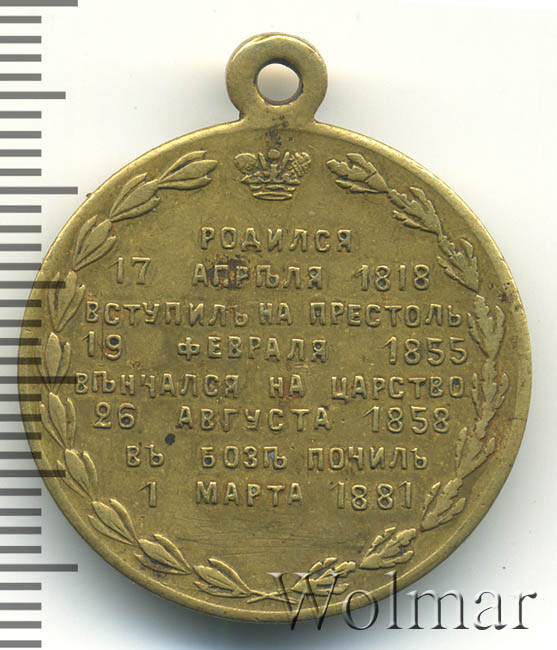 РОДИЛСЯ
17 АПРѢЛЯ 1818
ВСТУПИЛЪ НА ПРЕСТОЛЪ
19 ФЕВРАЛЯ 1855
ВѢНЧАЛСЯ НА ЦАРСТВО
26 АВГУСТА 1858
ВЪ БОЗѢ ПОЧИЛЪ
1 МАРТА 1881
Wolmar